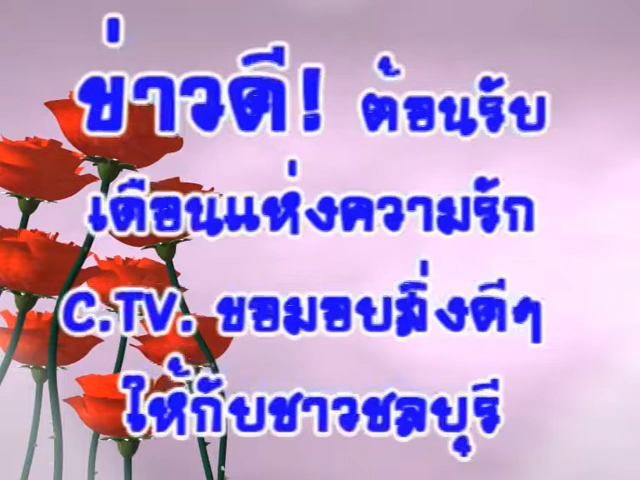 ข่าวดี! ต้อนรับ
เดือนแห่งความรัก
C.TV. ขอมอบสิ่งดีๆ
ให้กับชาวชลบุรี